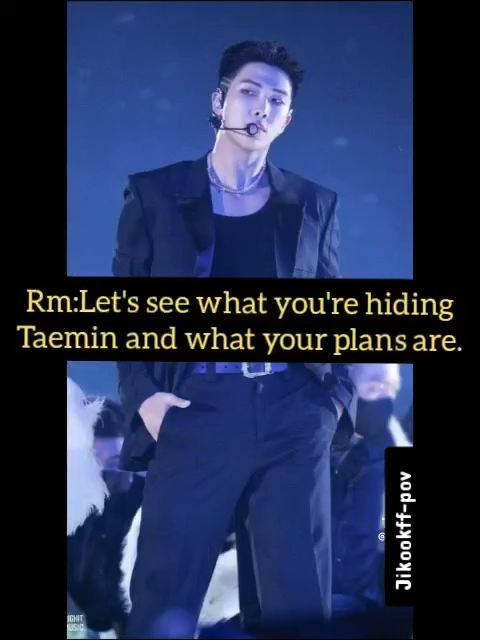 Rm:Let's see what you're hiding
Taemin and what your plans are.
@Jikookff-pov